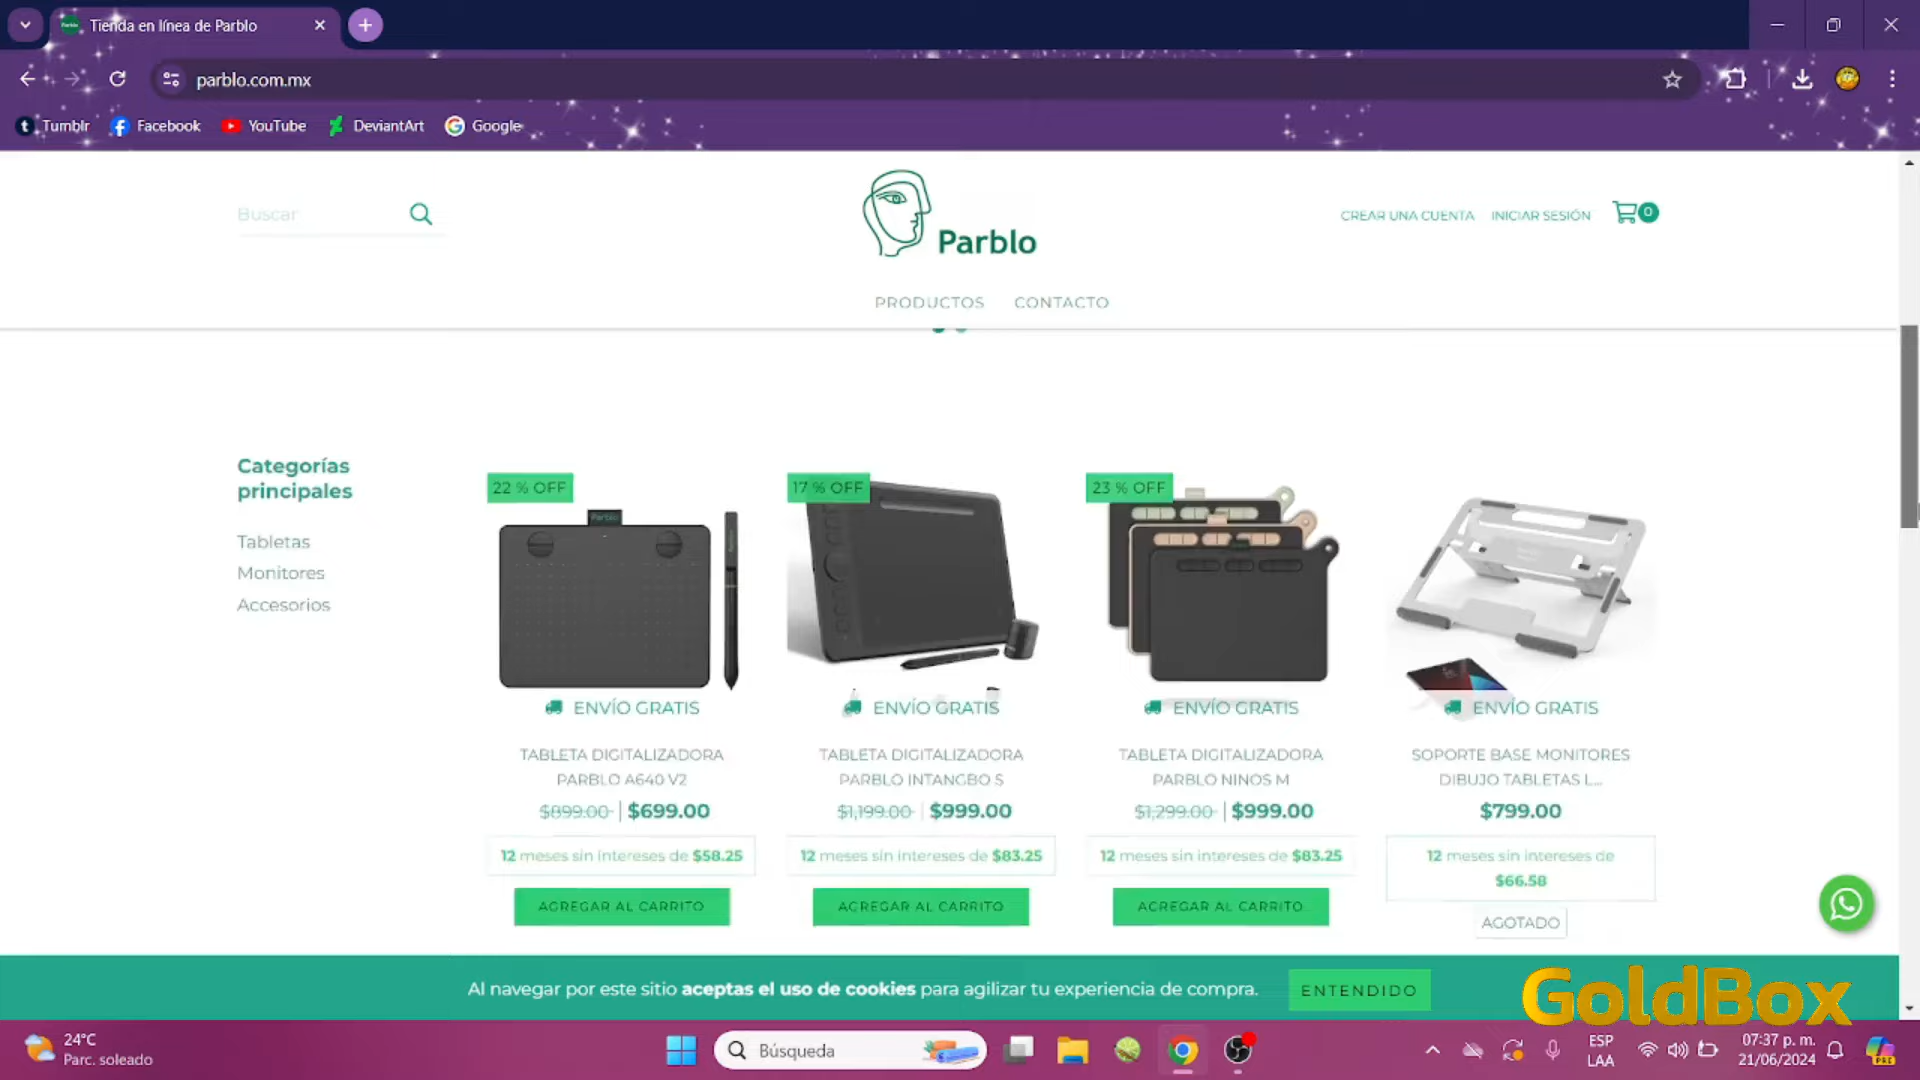 Tienda en línea de Parblo
parblo.com.mx
Tumblr
Facebook
YouTube
DeviantArt
Google
Buscar
Parblo
CREAR UNA CUENTA
INICIAR SESIÓN
0
PRODUCTOS
CONTACTO
Categorías
principales
Tabletas
Monitores
Accesorios
22 % OFF
Parblo
ENVÍO GRATIS
TABLETA DIGITALIZADORA
PARBLO A640 V2
$899.00 $699.00
12 meses sin intereses de $58.25
AGREGAR AL CARRITO
17 % OFF
ENVÍO GRATIS
TABLETA DIGITALIZADORA
PARBLO INTANGBO S
$1,199.00 $999.00
12 meses sin intereses de $83.25
AGREGAR AL CARRITO
23 % OFF
ENVÍO GRATIS
TABLETA DIGITALIZADORA
PARBLO NINOS M
$1,299.00 $999.00
12 meses sin intereses de $83.25
AGREGAR AL CARRITO
ENVÍO GRATIS
SOPORTE BASE MONITORES
DIBUJO TABLETAS L...
$799.00
12 meses sin intereses de
$66.58
AGOTADO
Al navegar por este sitio aceptas el uso de cookies para agilizar tu experiencia de compra.
ENTENDIDO
GoldBox
24°C
Parc. soleado
Búsqueda
ESP
LAA
07:37 p. m.
21/06/2024
PRE